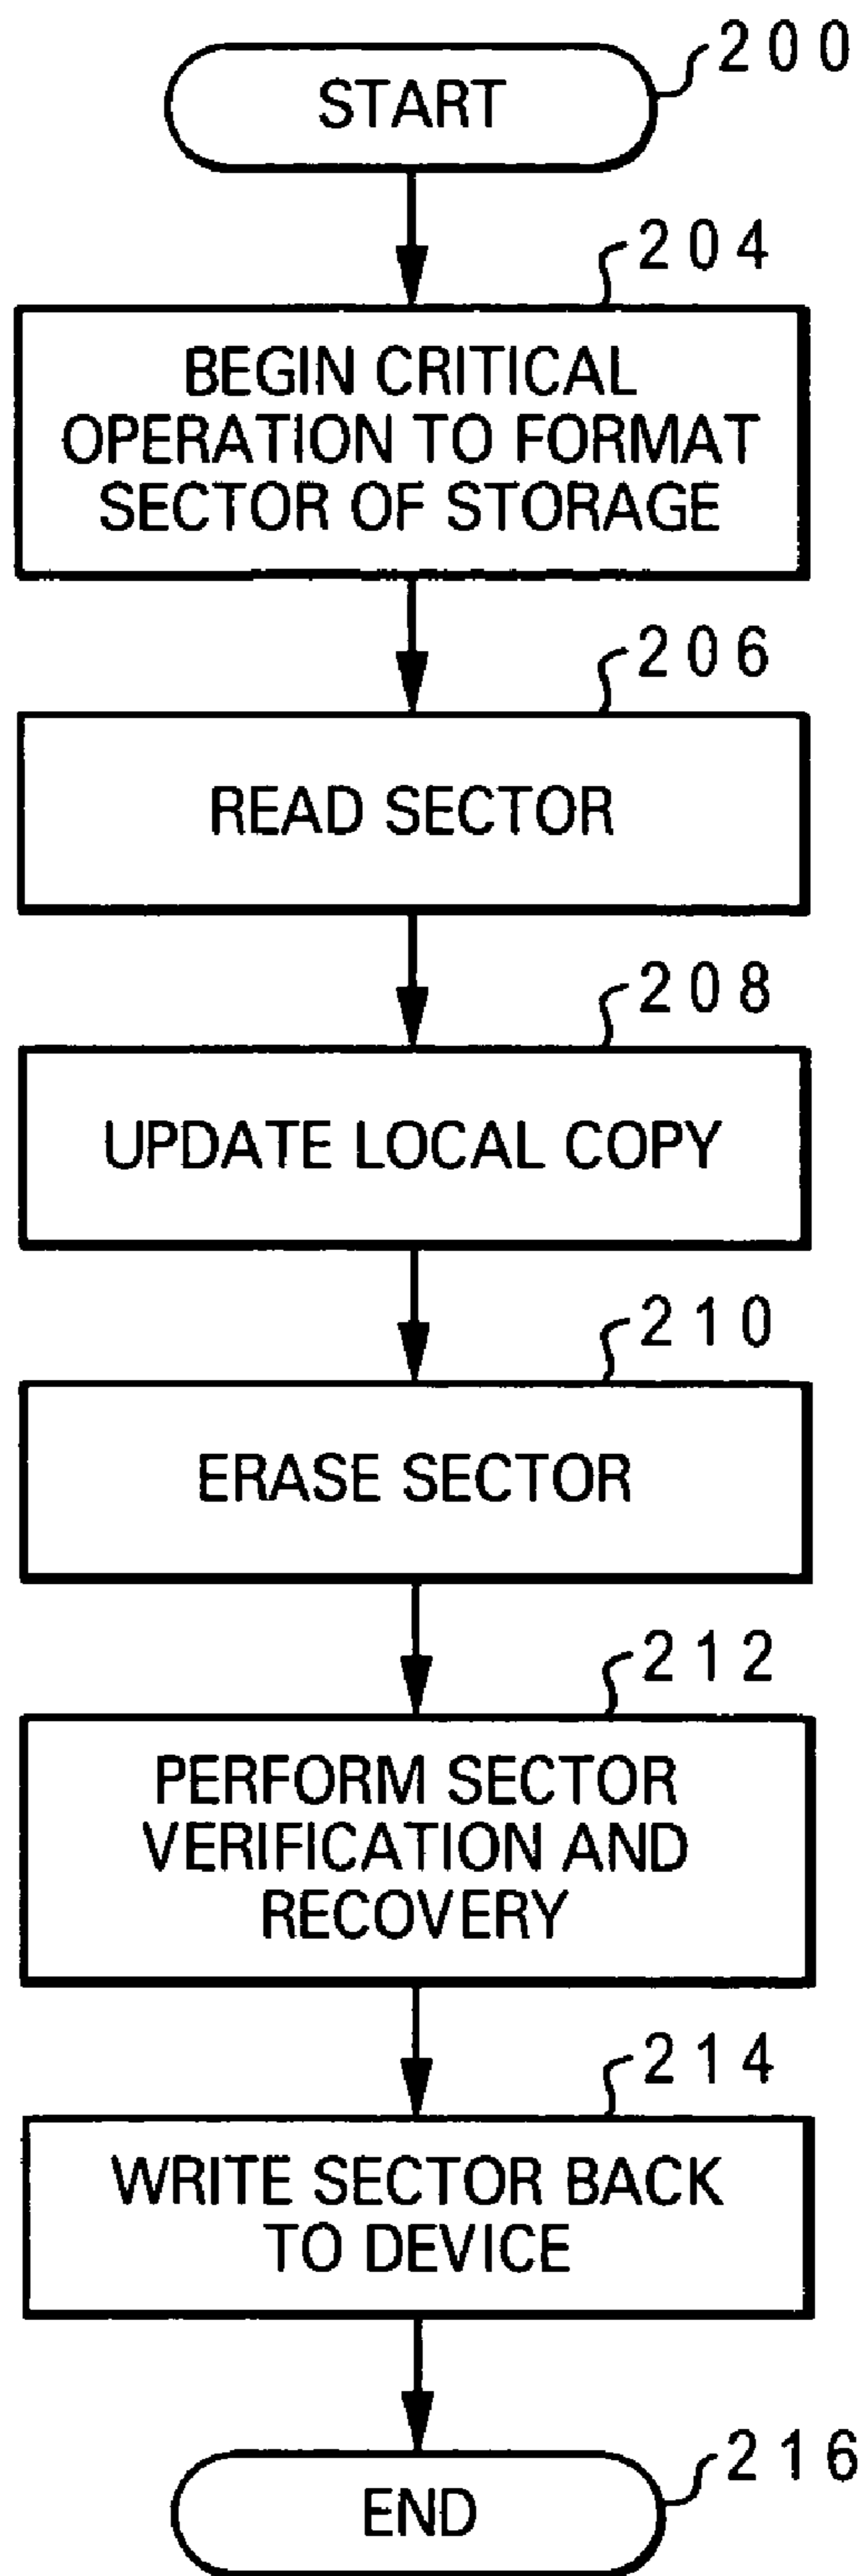 200
START
204
BEGIN CRITICAL
OPERATION TO FORMAT
SECTOR OF STORAGE
206
READ SECTOR
208
UPDATE LOCAL COPY
210
ERASE SECTOR
212
PERFORM SECTOR
VERIFICATION AND
RECOVERY
214
WRITE SECTOR BACK
TO DEVICE
216
END